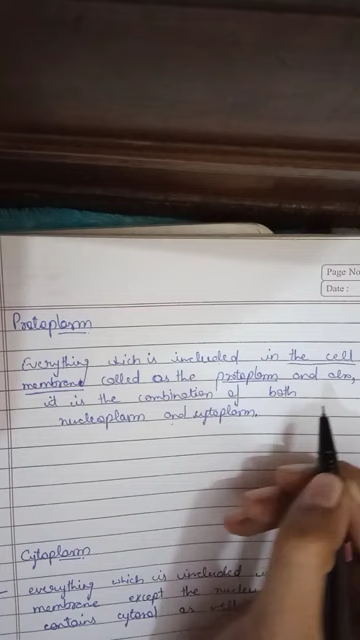 Page No
Date :
Protoplasm
Everything which is included in the cell
membrane called as the protoplasm and also,
it is the combination of both
nucleoplasm and cytoplasm.
Cytoplasm
everything which is included
membrane except the
contains cytosol as well